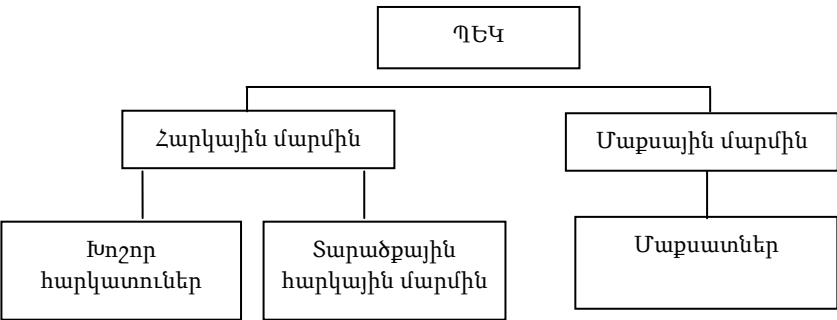 ՊԵԿ
Հարկային մարմին
Մաքսային մարմին
Խոշոր
հարկատուներ
Տարածքային
հարկային մարմին
Մաքսատներ